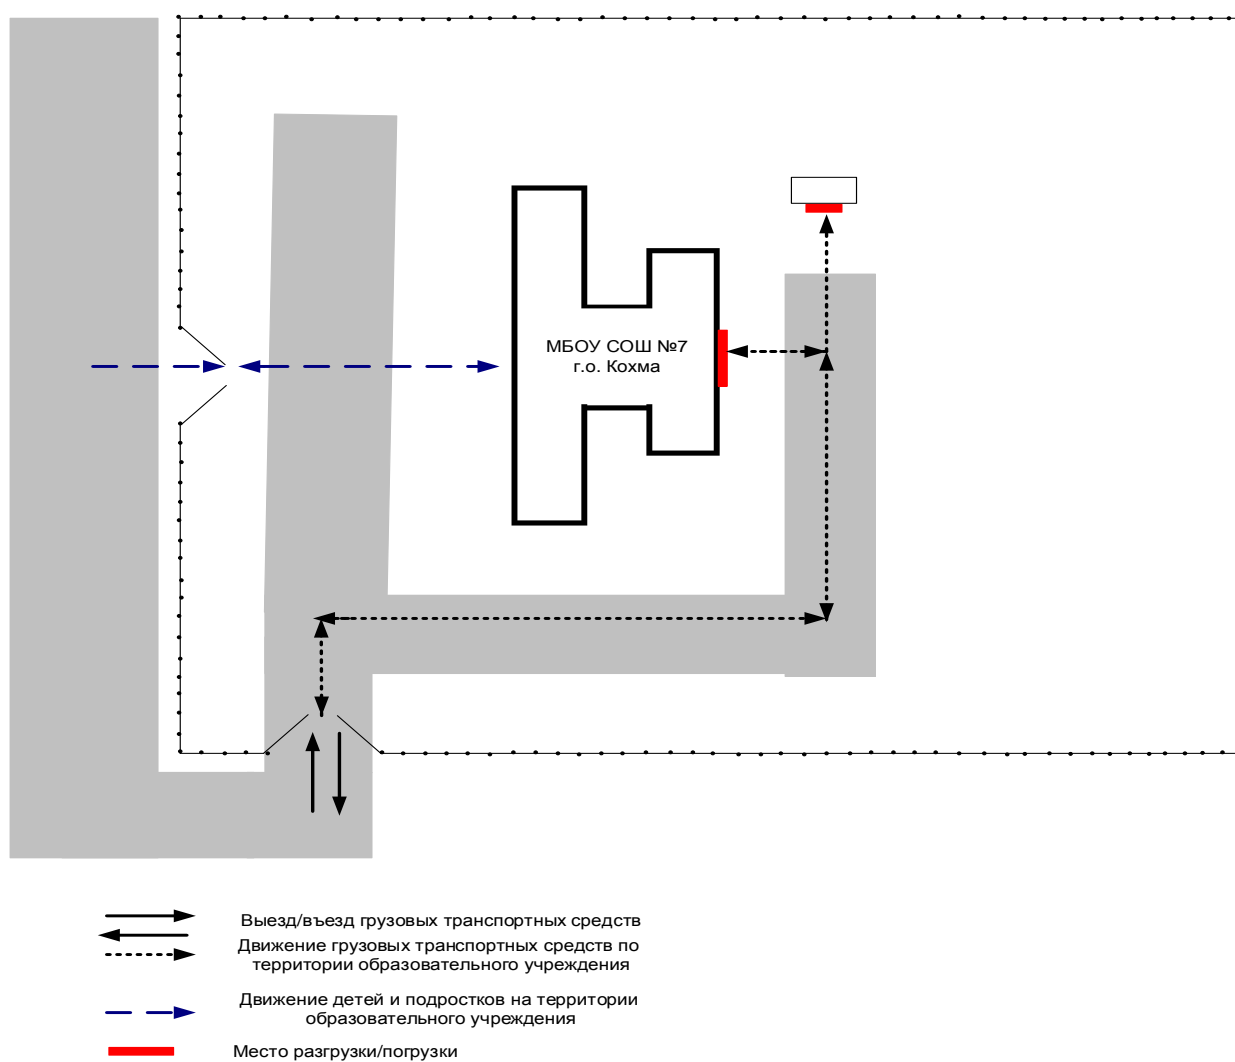 МБОУ СОШ №7
г.о. Кохма
Выезд/въезд грузовых транспортных средств
Движение грузовых транспортных средств по
территории образовательного учреждения
Движение детей и подростков на территории
образовательного учреждения
Место разгрузки/погрузки